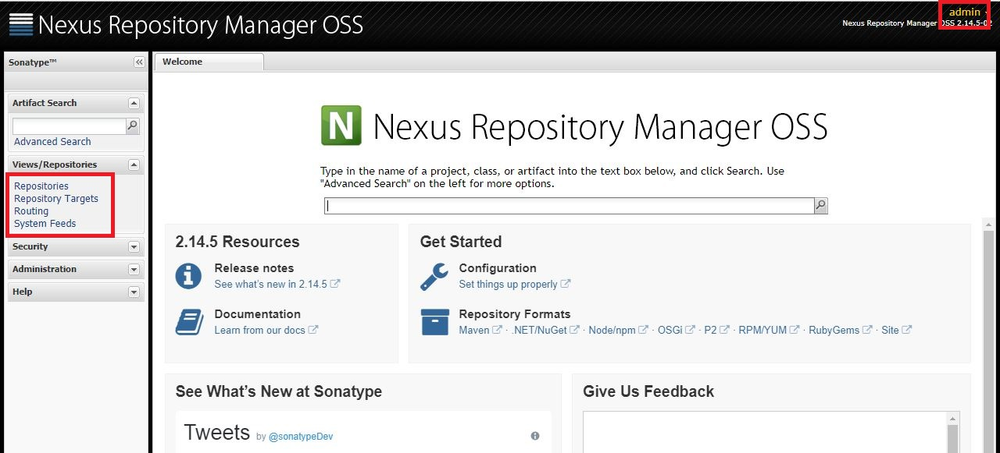 Nexus Repository Manager OSS
admin
Nexus Repository Manager OSS 2.14.5-02
Sonatype™
Welcome
Artifact Search
Advanced Search
Views/Repositories
Repositories
Repository Targets
Routing
System Feeds
Security
Administration
Help
N Nexus Repository Manager OSS
Type in the name of a project, class, or artifact into the text box below, and click Search. Use
"Advanced Search" on the left for more options.
2.14.5 Resources
Release notes
See what's new in 2.14.5
Documentation
Learn from our docs
Get Started
Configuration
Set things up properly
Repository Formats
Maven · .NET/NuGet · Node/npm · OSGi · P2 · RPM/YUM · RubyGems · Site
See What's New at Sonatype
Tweets by @sonatypeDev
Give Us Feedback